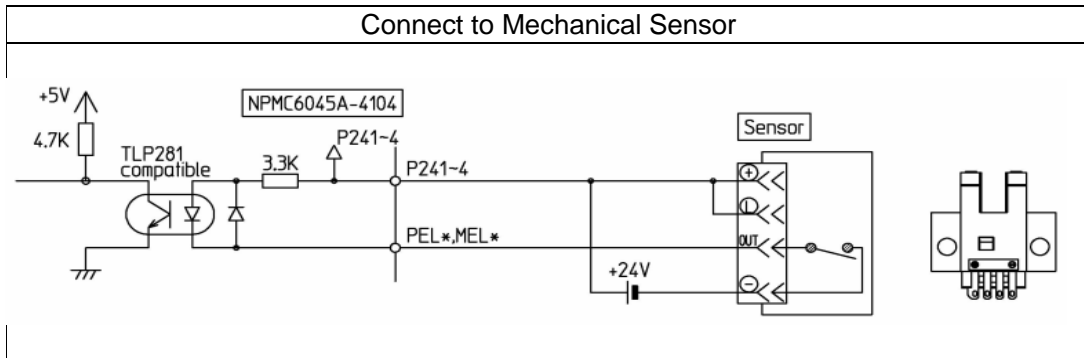 Connect to Mechanical Sensor
+5V
NPMC6045A-4104
4.7K
TLP281
compatible
3.3K
P241~4
P241~4
Sensor
+
L
PEL*,MEL*
OUT
+24V
-